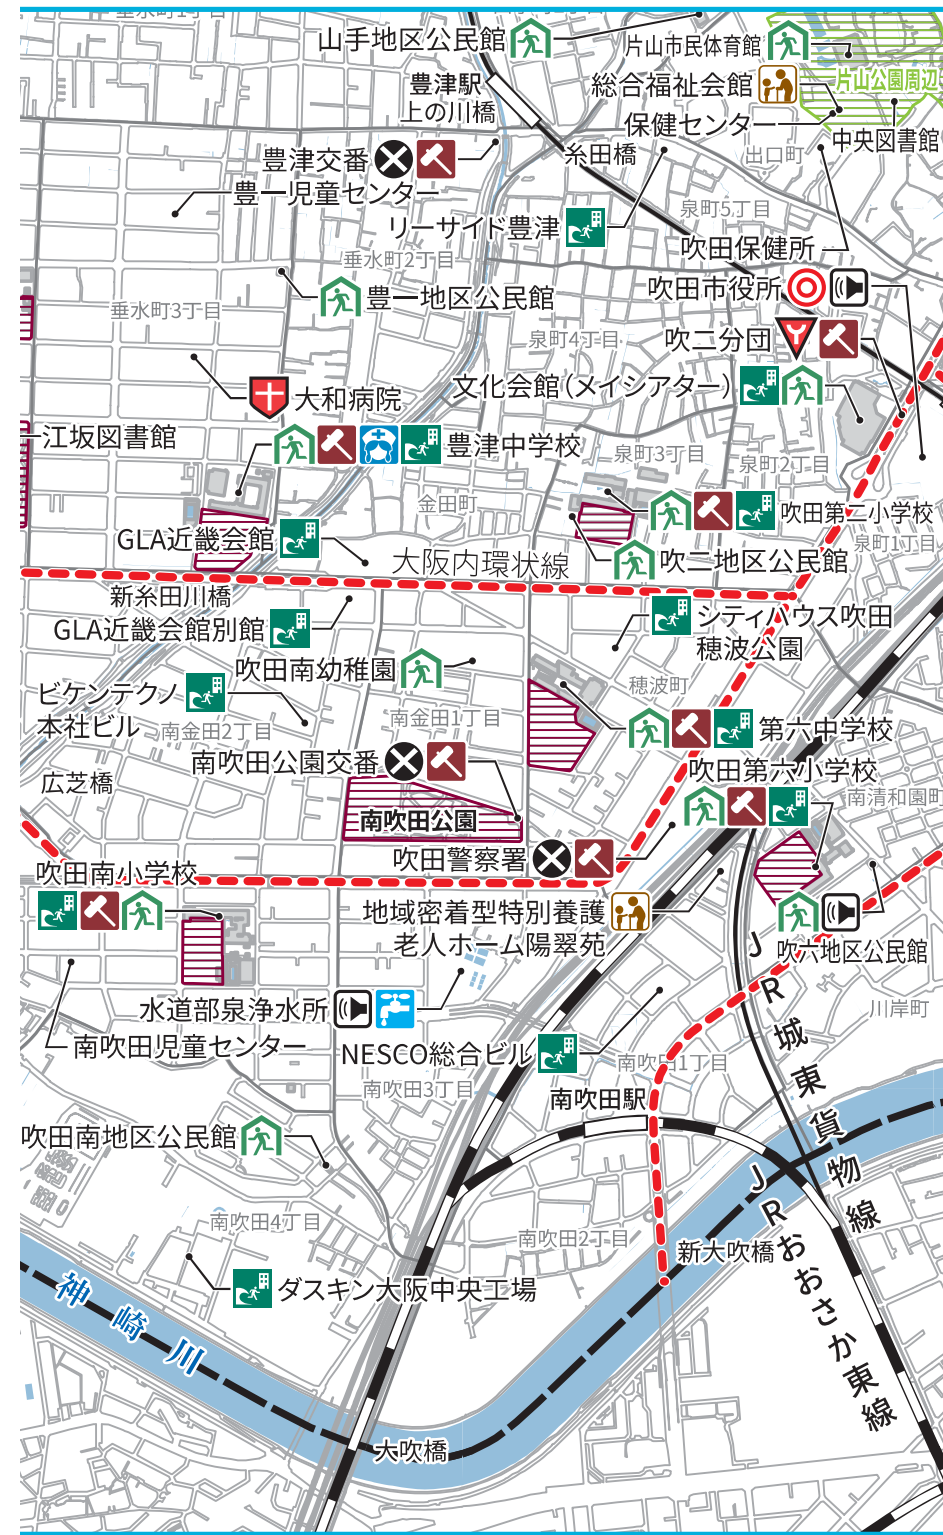 垂水町1丁目
山手地区公民館
片山市民体育館
豊津駅
上の川橋
総合福祉会館
片山公園周辺
保健センター
中央図書館
糸田橋
出口町
豊津交番
豊一児童センター
リーサイド豊津
泉町5丁目
吹田保健所
垂水町2丁目
吹田市役所
豊一地区公民館
垂水町3丁目
泉町4丁目
吹二分団
文化会館(メイシアター)
大和病院
江坂図書館
豊津中学校
泉町3丁目
泉町2丁目
金田町
吹田第二小学校
GLA近畿会館
大阪内環状線
吹二地区公民館
泉町1丁目
新糸田川橋
GLA近畿会館別館
シティハウス吹田
穂波公園
吹田南幼稚園
ビケンテクノ
本社ビル
穂波町
南金田2丁目
南金田1丁目
第六中学校
南吹田公園交番
広芝橋
吹田第六小学校
南清和園町
南吹田公園
吹田警察署
吹田南小学校
地域密着型特別養護
老人ホーム陽翠苑
吹六地区公民館
水道部泉浄水所
川岸町
南吹田児童センター
NESCO総合ビル
南吹田1丁目
南吹田3丁目
南吹田駅
JR城東貨物線
吹田南地区公民館
南吹田4丁目
南吹田2丁目
新大吹橋
JRおおさか東線
ダスキン大阪中央工場
神崎川
大吹橋